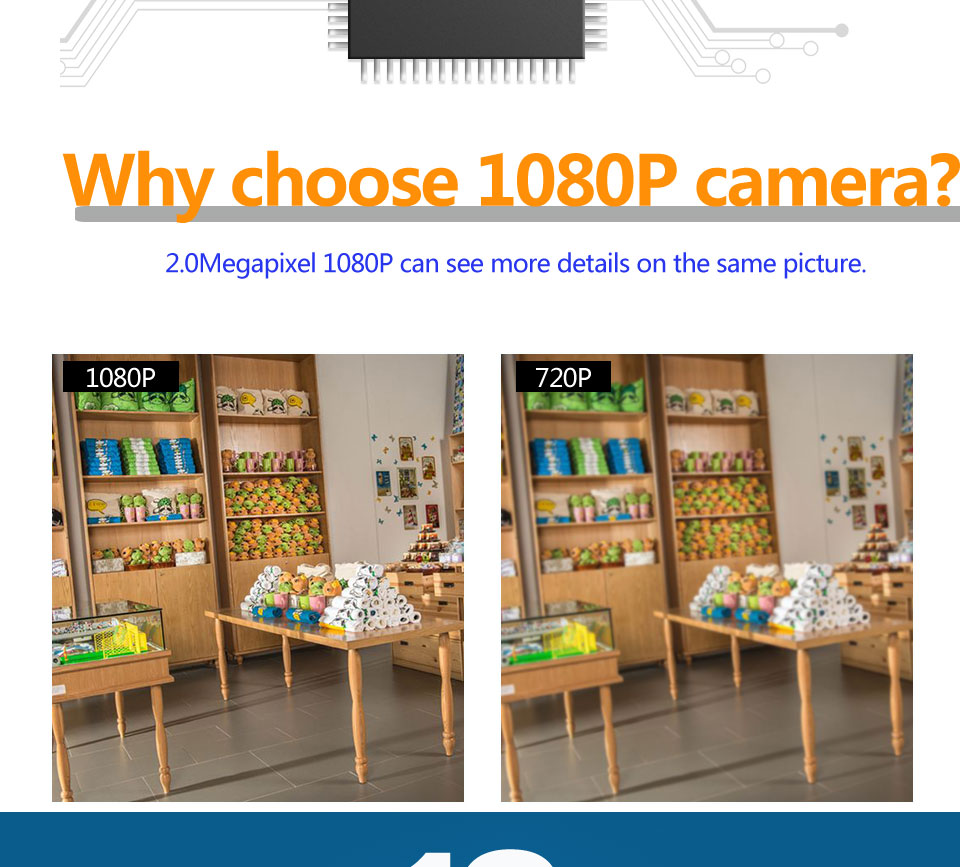 Why choose 1080P camera?
2.0Megapixel 1080P can see more details on the same picture.
1080P
720P